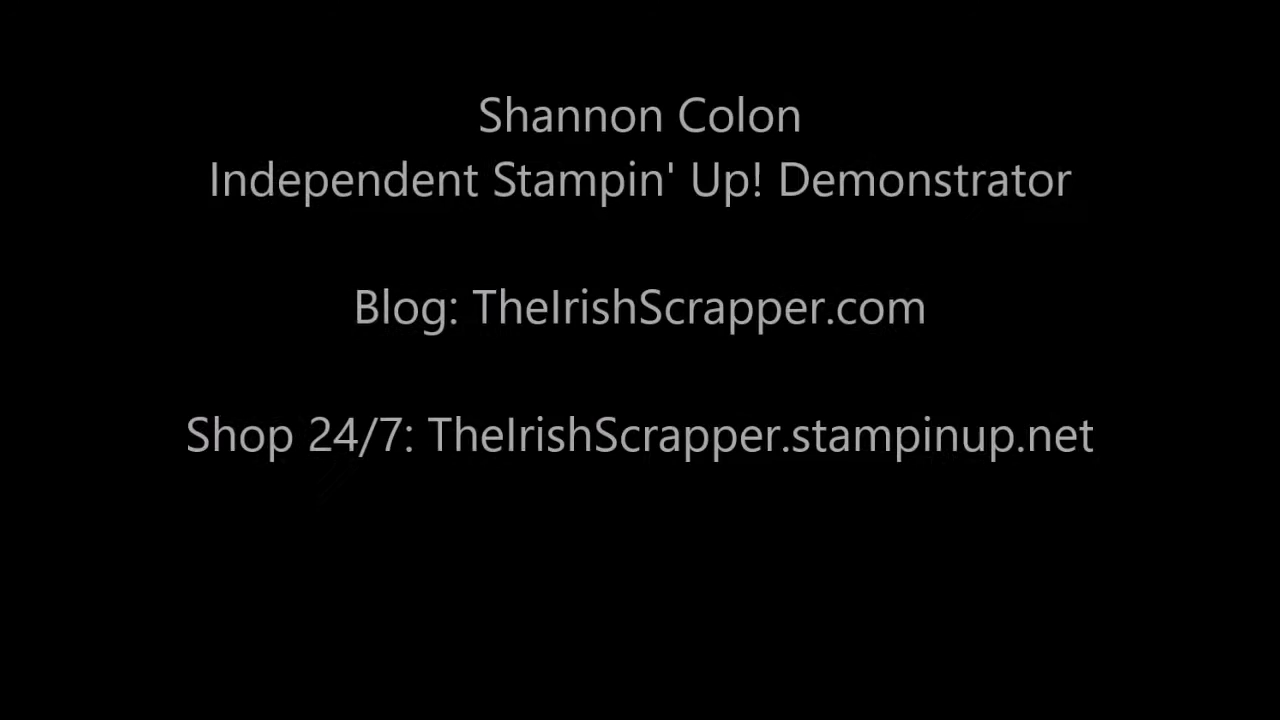 Shannon Colon
Independent Stampin' Up! Demonstrator
Blog: TheIrishScrapper.com
Shop 24/7: TheIrishScrapper.stampinup.net